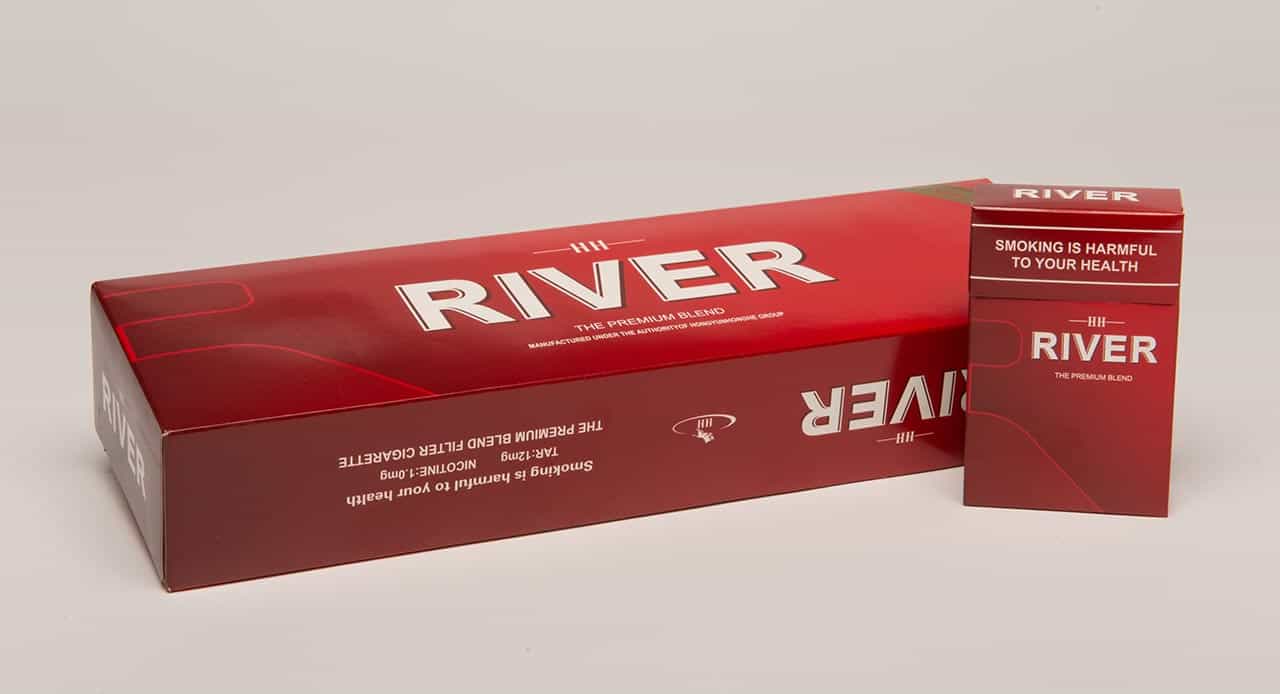 HH
RIVER
THE PREMIUM BLEND
MANUFACTURED UNDER THE AUTHORITYOF HONGYUNHONGHE GROUP
RIVER
Smoking is harmful to your health
TAR:12mg NICOTINE:1.0mg
THE PREMIUM BLEND FILTER CIGARETTE
HH
HH
RIVER
RIVER
RIVER
SMOKING IS HARMFUL
TO YOUR HEALTH
HH
RIVER
THE PREMIUM BLEND